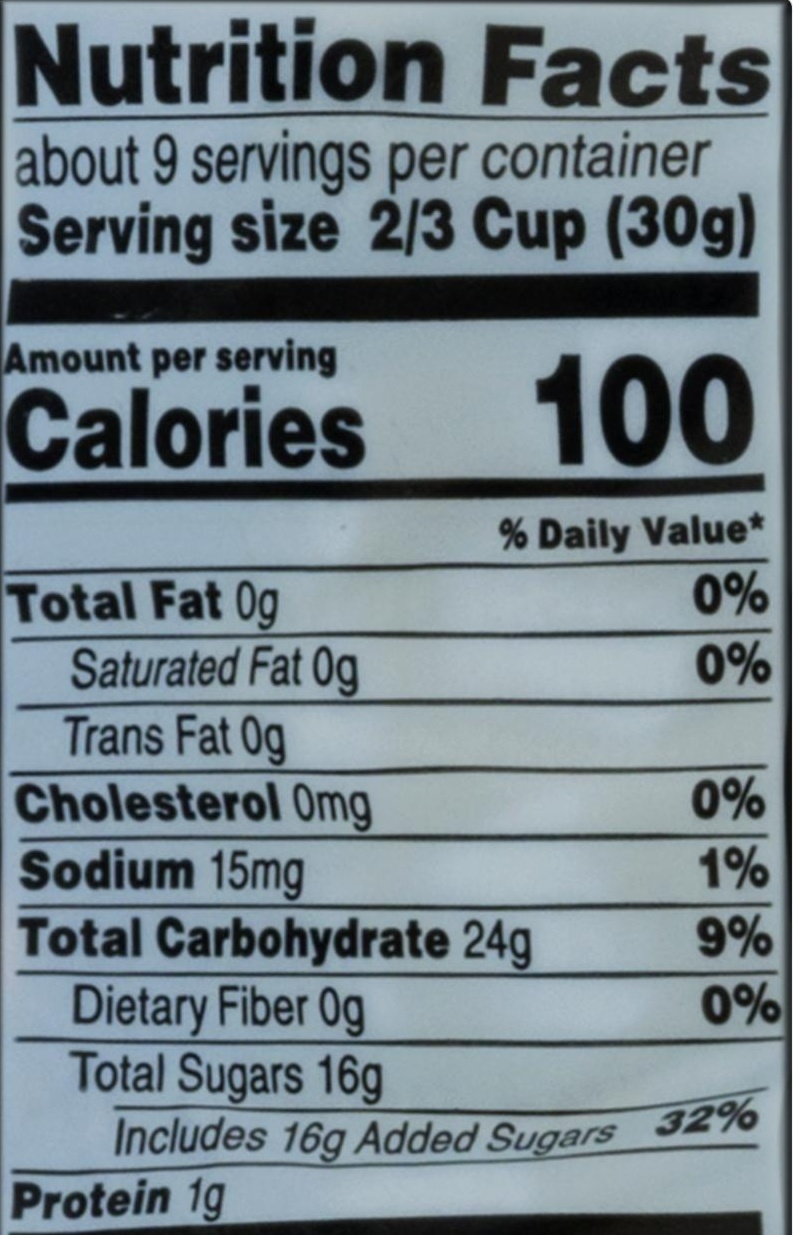 Nutrition Facts
about 9 servings per container
Serving size 2/3 Cup (30g)
Amount per serving
Calories 100
% Daily Value*
Total Fat 0g 0%
Saturated Fat 0g 0%
Trans Fat 0g
Cholesterol 0mg 0%
Sodium 15mg 1%
Total Carbohydrate 24g 9%
Dietary Fiber 0g 0%
Total Sugars 16g
Includes 16g Added Sugars 32%
Protein 1g